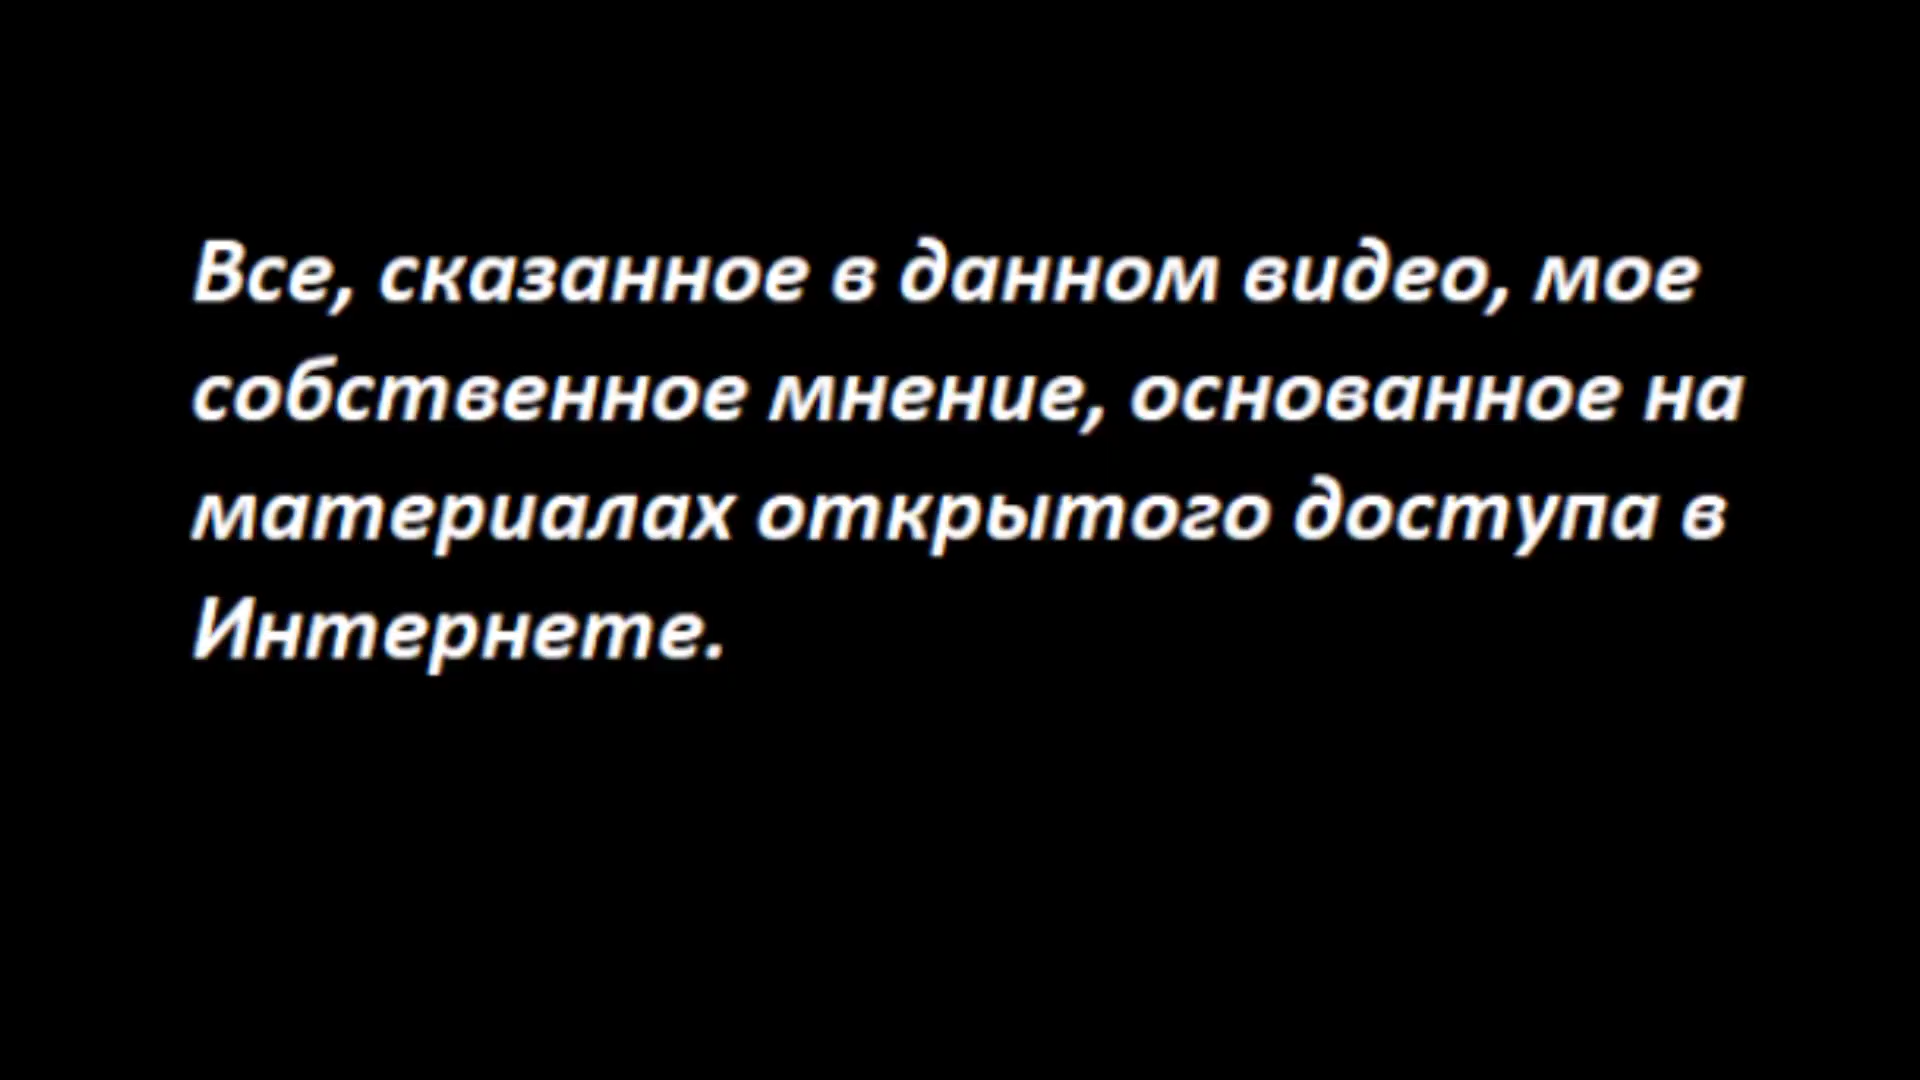 Все, сказанное в данном видео, мое
собственное мнение, основанное на
материалах открытого доступа в
Интернете.